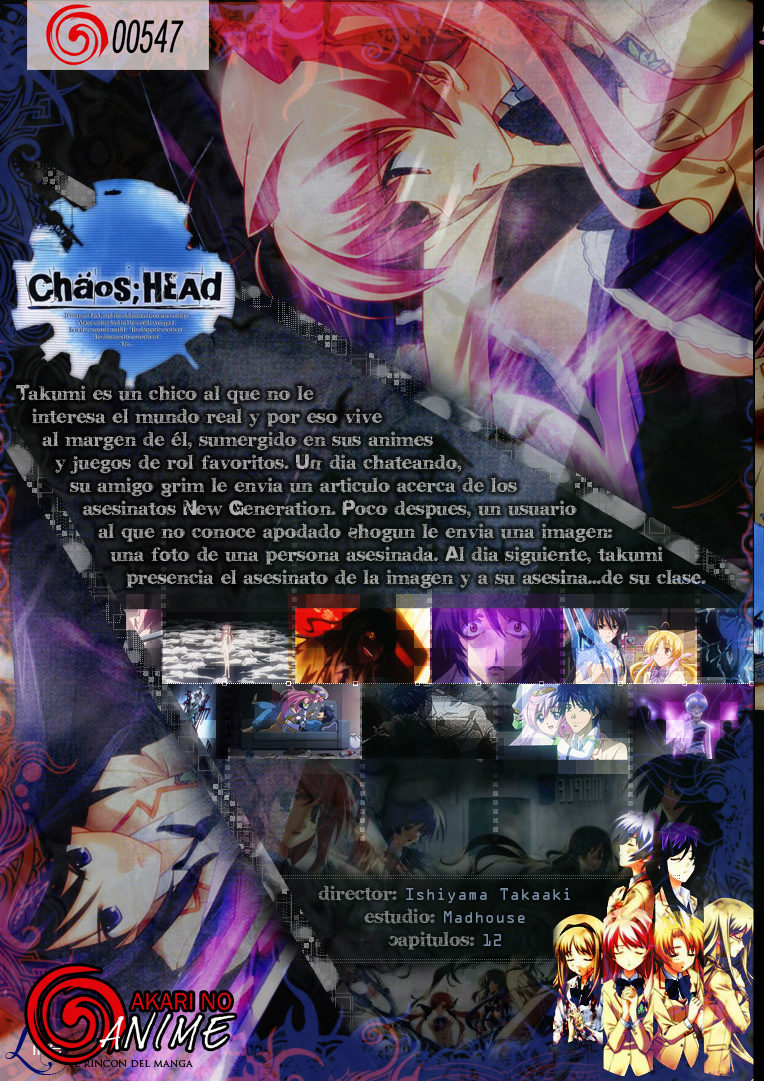 00547
Chäos;HEAd
Takumi es un chico al que no le
interesa el mundo real y por eso vive
al margen de él, sumergido en sus animes
y juegos de rol favoritos. Un dia chateando,
su amigo grim le envia un articulo acerca de los
asesinatos New Generation. Poco despues, un usuario
al que no conoce apodado shogun le envia una imagen:
una foto de una persona asesinada. Al dia siguiente, takumi
presencia el asesinato de la imagen y a su asesina...de su clase.
director: Ishiyama Takaaki
estudio: Madhouse
capitulos: 12
AKARI NO
ANIME
RINCON DEL MANGA